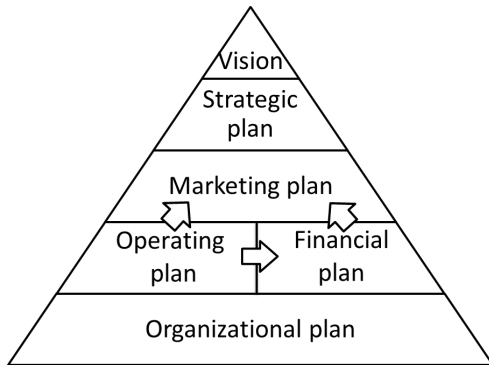 Vision
Strategic
plan
Marketing plan
Operating
plan
Financial
plan
Organizational plan